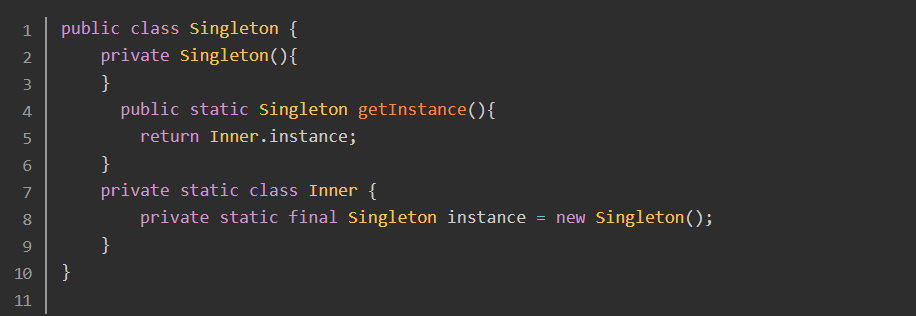 1 public class Singleton {
2     private Singleton(){
3     }
4       public static Singleton getInstance(){
5         return Inner.instance;
6     }
7     private static class Inner {
8         private static final Singleton instance = new Singleton();
9     }
10 }
11